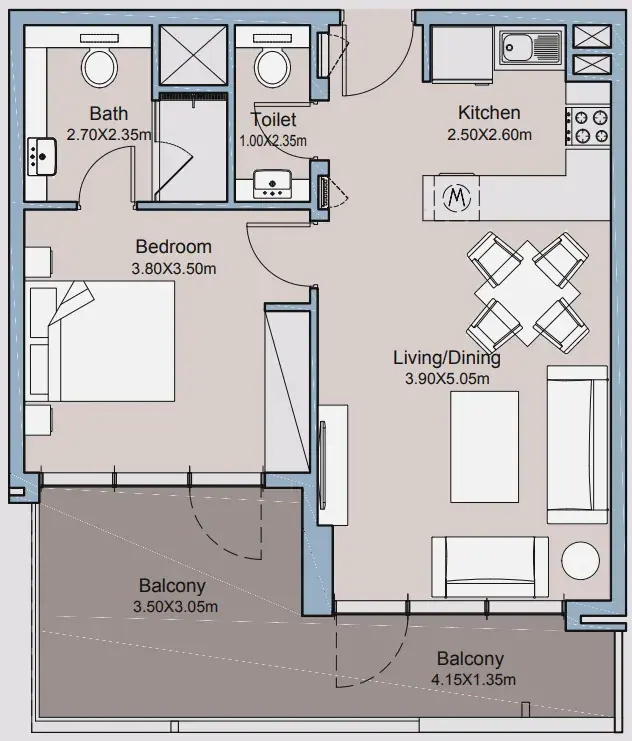 Bath
2.70X2.35m
Toilet
1.00X2.35m
Kitchen
2.50X2.60m
M
Bedroom
3.80X3.50m
Living/Dining
3.90X5.05m
Balcony
3.50X3.05m
Balcony
4.15X1.35m